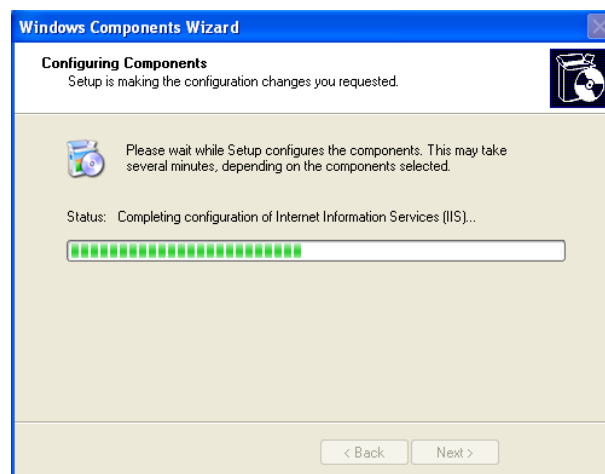 Windows Components Wizard
Configuring Components
Setup is making the configuration changes you requested.
Please wait while Setup configures the components. This may take
several minutes, depending on the components selected.
Status: Completing configuration of Internet Information Services (IIS)...
< Back Next >